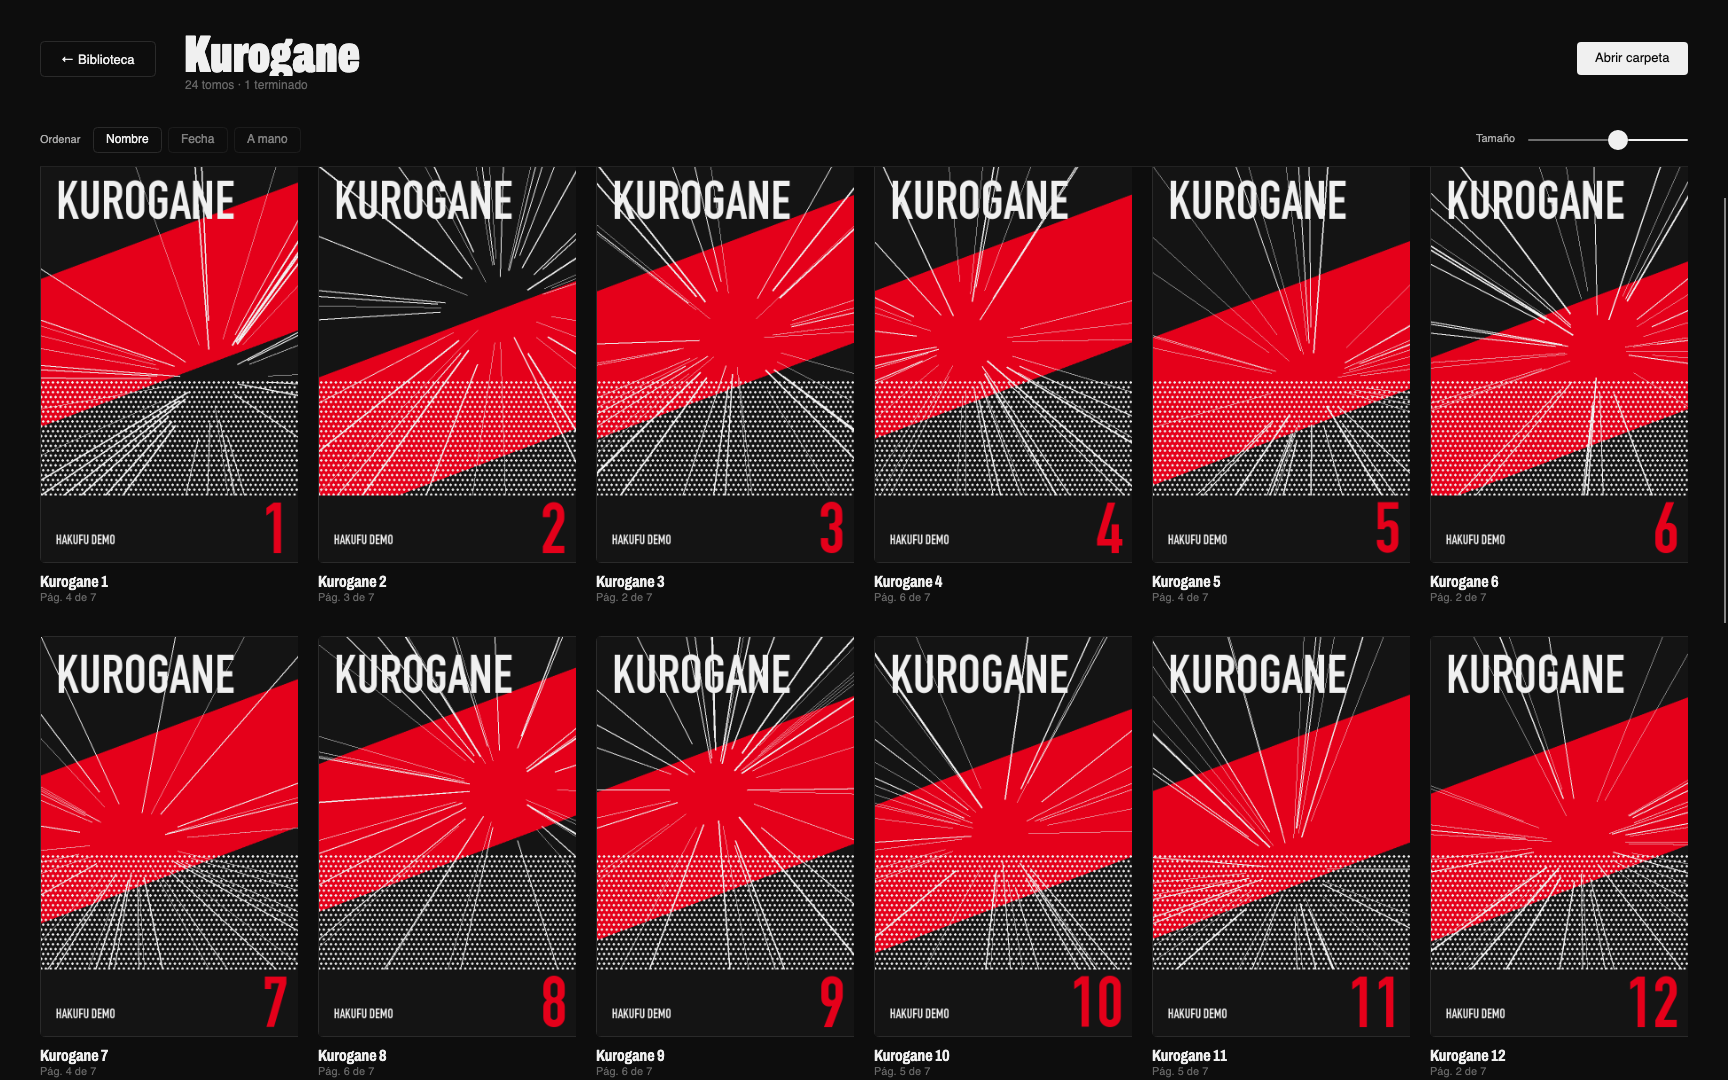 ← Biblioteca
Kurogane
24 tomos · 1 terminado
Abrir carpeta
Ordenar
Nombre
Fecha
A mano
Tamaño
KUROGANE
HAKUFU DEMO
1
KUROGANE
HAKUFU DEMO
2
KUROGANE
HAKUFU DEMO
3
KUROGANE
HAKUFU DEMO
4
KUROGANE
HAKUFU DEMO
5
KUROGANE
HAKUFU DEMO
6
Kurogane 1
Pág. 4 de 7
Kurogane 2
Pág. 3 de 7
Kurogane 3
Pág. 2 de 7
Kurogane 4
Pág. 6 de 7
Kurogane 5
Pág. 4 de 7
Kurogane 6
Pág. 2 de 7
KUROGANE
HAKUFU DEMO
7
KUROGANE
HAKUFU DEMO
8
KUROGANE
HAKUFU DEMO
9
KUROGANE
HAKUFU DEMO
10
KUROGANE
HAKUFU DEMO
11
KUROGANE
HAKUFU DEMO
12
Kurogane 7
Pág. 4 de 7
Kurogane 8
Pág. 6 de 7
Kurogane 9
Pág. 6 de 7
Kurogane 10
Pág. 5 de 7
Kurogane 11
Pág. 5 de 7
Kurogane 12
Pág. 2 de 7